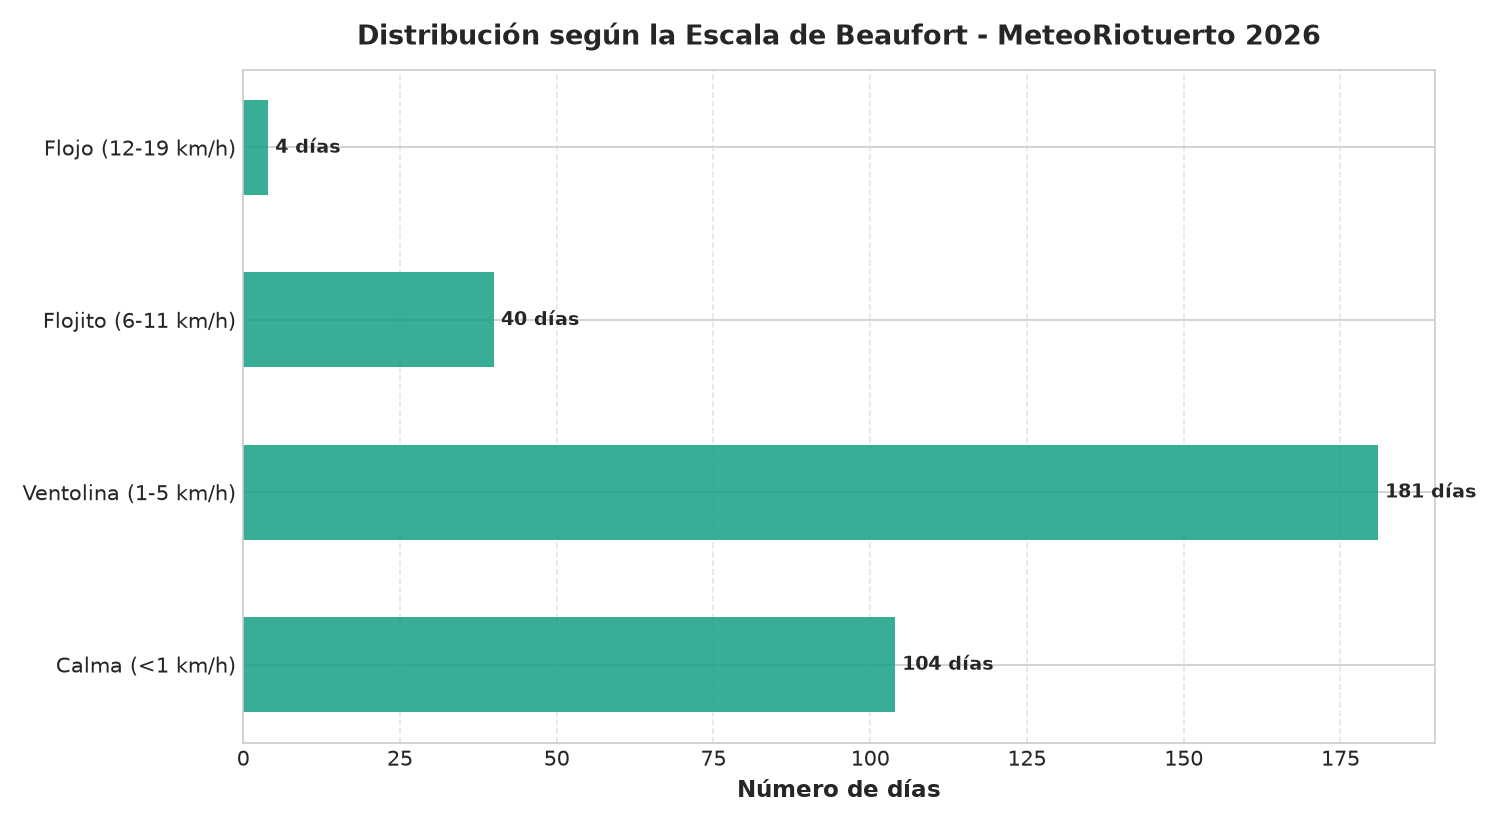 Distribución según la Escala de Beaufort - MeteoRiotuerto 2026
Flojo (12-19 km/h)
4 días
Flojito (6-11 km/h)
40 días
Ventolina (1-5 km/h)
181 días
Calma (<1 km/h)
104 días
0 25 50 75 100 125 150 175
Número de días